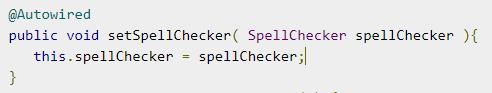 @Autowired
public void setSpellChecker( SpellChecker spellChecker ){
this.spellChecker = spellChecker;
}